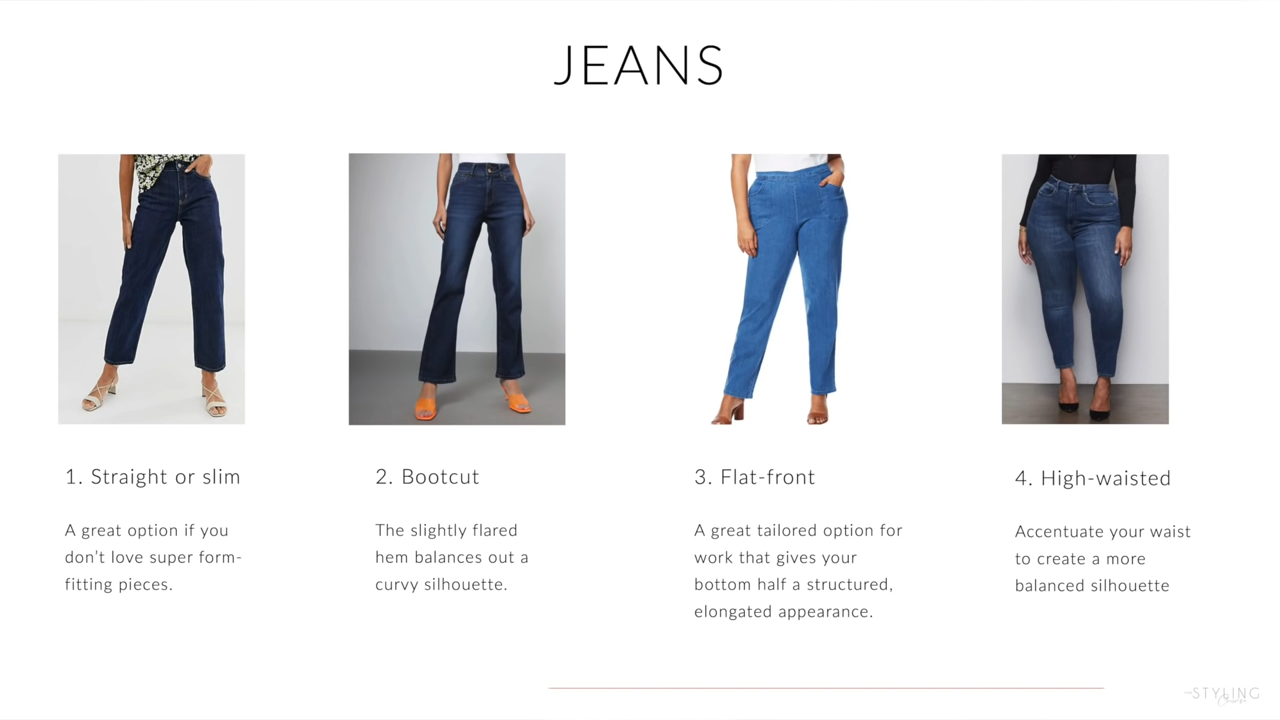 JEANS
1. Straight or slim
A great option if you
don't love super form-
fitting pieces.
2. Bootcut
The slightly flared
hem balances out a
curvy silhouette.
3. Flat-front
A great tailored option for
work that gives your
bottom half a structured,
elongated appearance.
4. High-waisted
Accentuate your waist
to create a more
balanced silhouette
STYLING